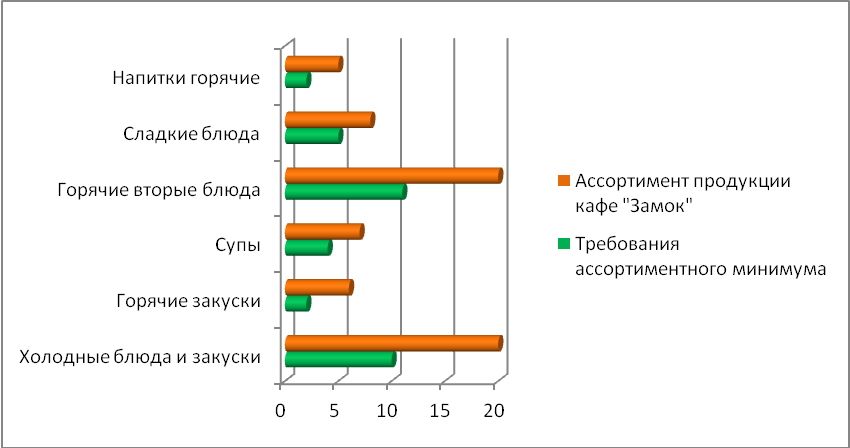 Напитки горячие
Сладкие блюда
Горячие вторые блюда
Супы
Горячие закуски
Холодные блюда и закуски
0 5 10 15 20
Ассортимент продукции
кафе "Замок"
Требования
ассортиментного минимума